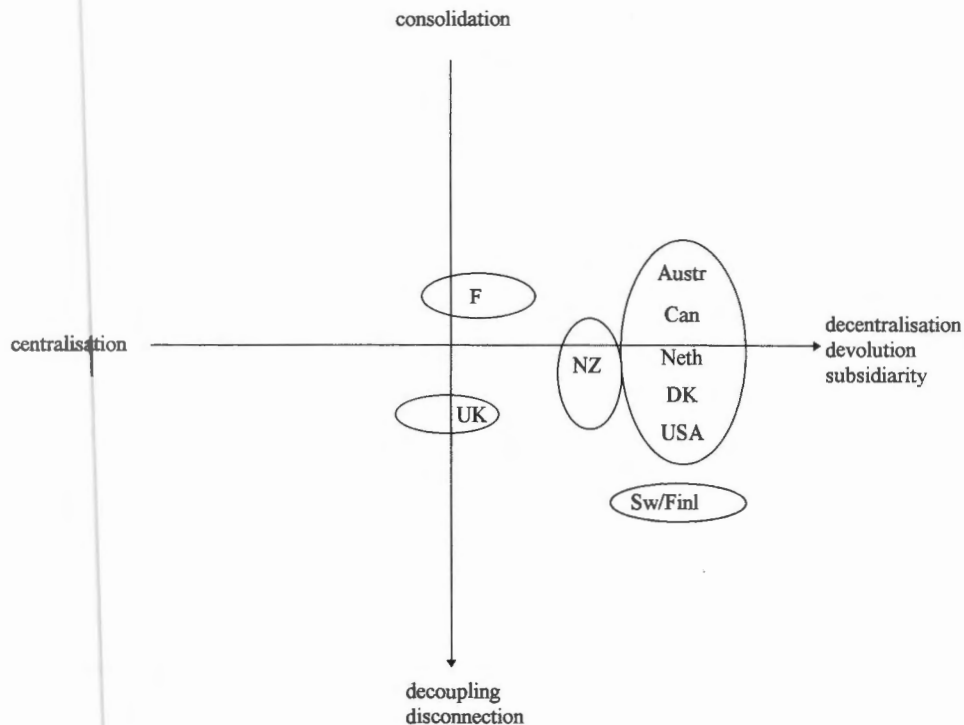 consolidation
Austr
F
Can
centralisation
decentralisation
devolution
subsidiarity
NZ
Neth
DK
UK
USA
Sw/Finl
decoupling
disconnection